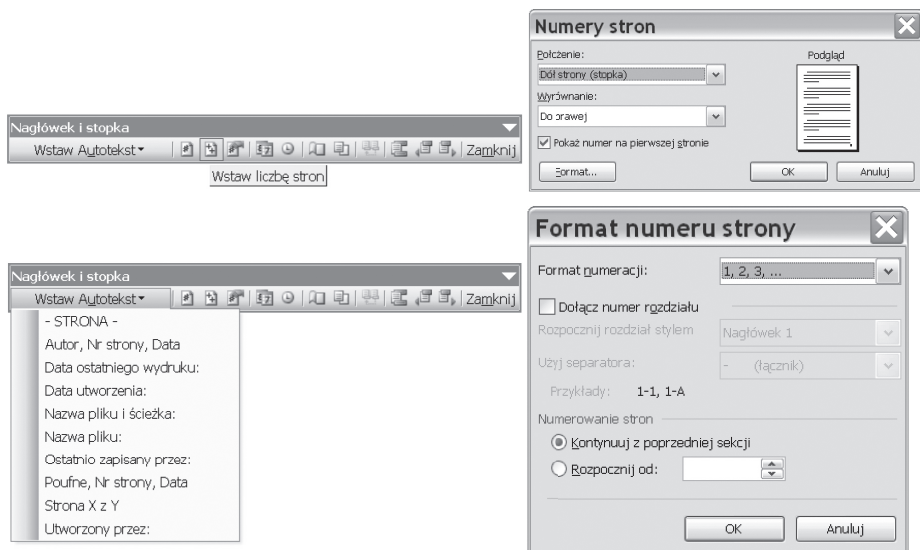 Nagłówek i stopka
Wstaw Autotekst
Zamknij
Wstaw liczbę stron
Numery stron
Położenie:
Podgląd
Dół strony (stopka)
Wyrównanie:
Do prawej
Pokaż numer na pierwszej stronie
Format...
OK
Anuluj
Nagłówek i stopka
Wstaw Autotekst
Zamknij
- STRONA -
Autor, Nr strony, Data
Data ostatniego wydruku:
Data utworzenia:
Nazwa pliku i ścieżka:
Nazwa pliku:
Ostatnio zapisany przez:
Poufne, Nr strony, Data
Strona X z Y
Utworzony przez:
Format numeru strony
Format numeracji:
1, 2, 3, ...
Dołącz numer rozdziału
Rozpocznij rozdział stylem
Nagłówek 1
Użyj separatora:
- (łącznik)
Przykłady: 1-1, 1-A
Numerowanie stron
Kontynuuj z poprzedniej sekcji
Rozpocznij od:
OK
Anuluj